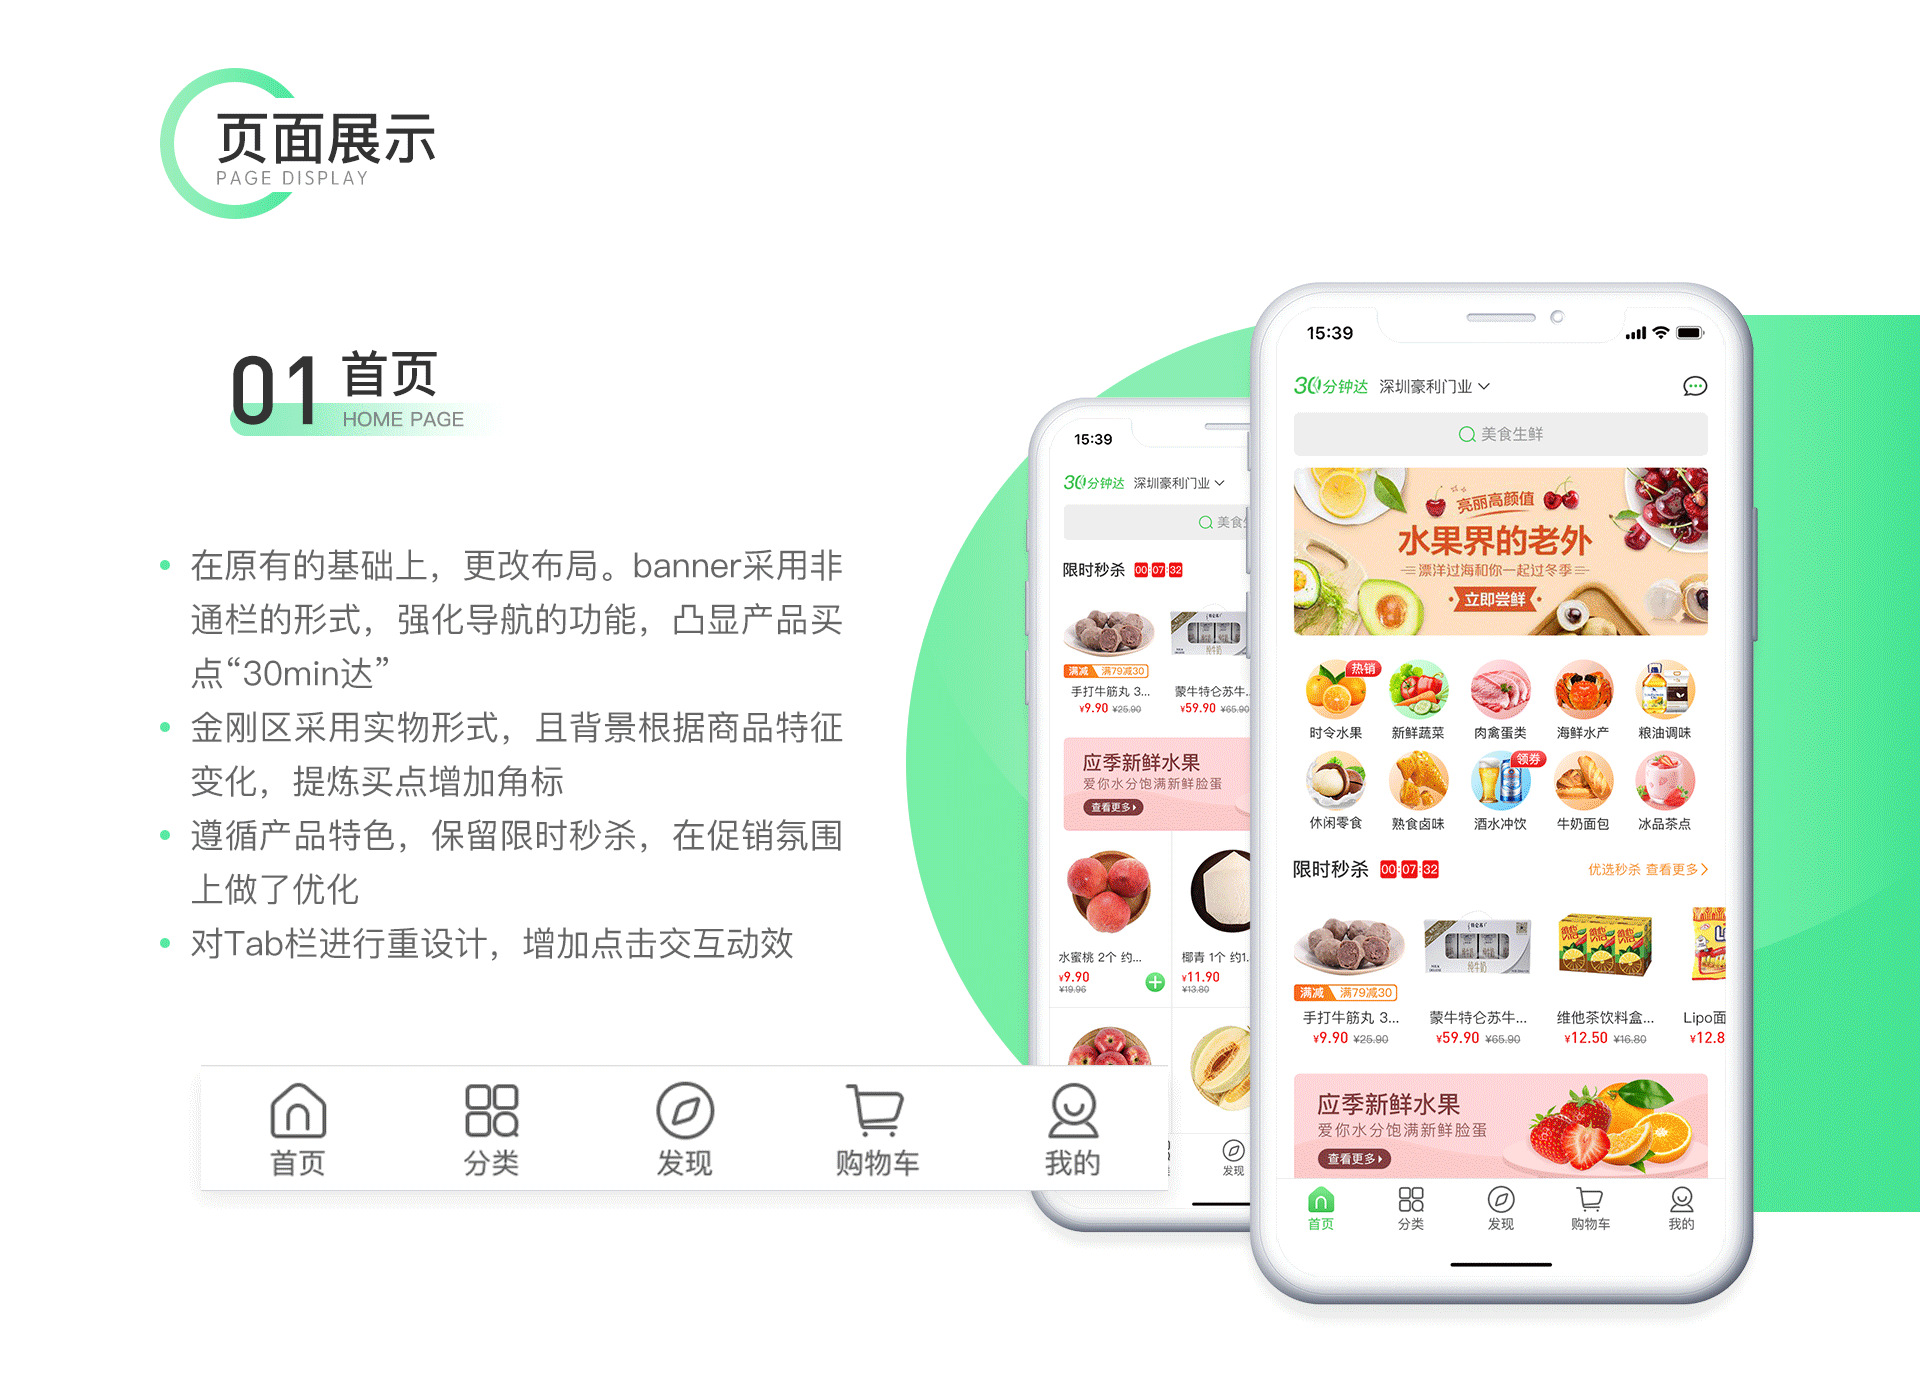 页面展示
PAGE DISPLAY
01 首页
HOME PAGE
在原有的基础上，更改布局。banner采用非
通栏的形式，强化导航的功能，凸显产品买
点“30min达”
金刚区采用实物形式，且背景根据商品特征
变化，提炼买点增加角标
遵循产品特色，保留限时秒杀，在促销氛围
上做了优化
对Tab栏进行重设计，增加点击交互动效
首页 分类 发现 购物车 我的
15:39
30分钟达 深圳豪利门业
美食生
限时秒杀 00:07:32
满减 满79减30
手打牛筋丸 3... 蒙牛特仑苏牛...
¥9.90 ¥25.90 ¥59.90 ¥65.90
应季新鲜水果
爱你水分饱满新鲜脸蛋
查看更多
水蜜桃 2个 约... 椰青 1个 约1.
¥9.90 ¥11.90
¥19.96 ¥13.80
发现
15:39
30分钟达 深圳豪利门业
美食生鲜
亮丽高颜值
水果界的老外
漂洋过海和你一起过冬季
立即尝鲜
热销
时令水果 新鲜蔬菜 肉禽蛋类 海鲜水产 粮油调味
领券
休闲零食 熟食卤味 酒水冲饮 牛奶面包 冰品茶点
限时秒杀 00:07:32 优选秒杀 查看更多
满减 满79减30
手打牛筋丸 3... 蒙牛特仑苏牛... 维他茶饮料盒... Lipo面
¥9.90 ¥25.90 ¥59.90 ¥65.90 ¥12.50 ¥16.80 ¥12.8
应季新鲜水果
爱你水分饱满新鲜脸蛋
查看更多
首页 分类 发现 购物车 我的